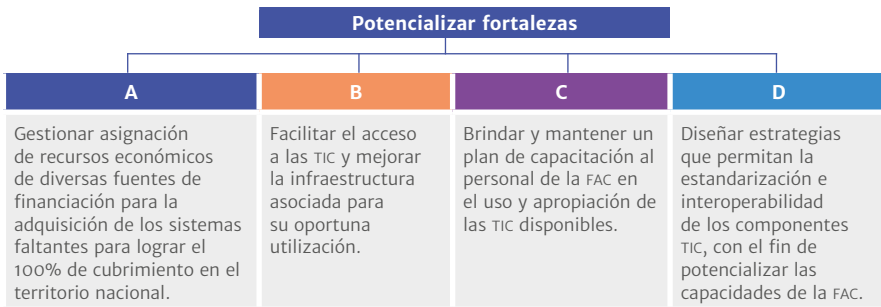 Potencializar fortalezas
A
B
C
D
Gestionar asignación
de recursos económicos
de diversas fuentes de
financiación para la
adquisición de los sistemas
faltantes para lograr el
100% de cubrimiento en el
territorio nacional.
Facilitar el acceso
a las TIC y mejorar
la infraestructura
asociada para
su oportuna
utilización.
Brindar y mantener un
plan de capacitación al
personal de la FAC en
el uso y apropiación de
las TIC disponibles.
Diseñar estrategias
que permitan la
estandarización e
interoperabilidad
de los componentes
TIC, con el fin de
potencializar las
capacidades de la FAC.